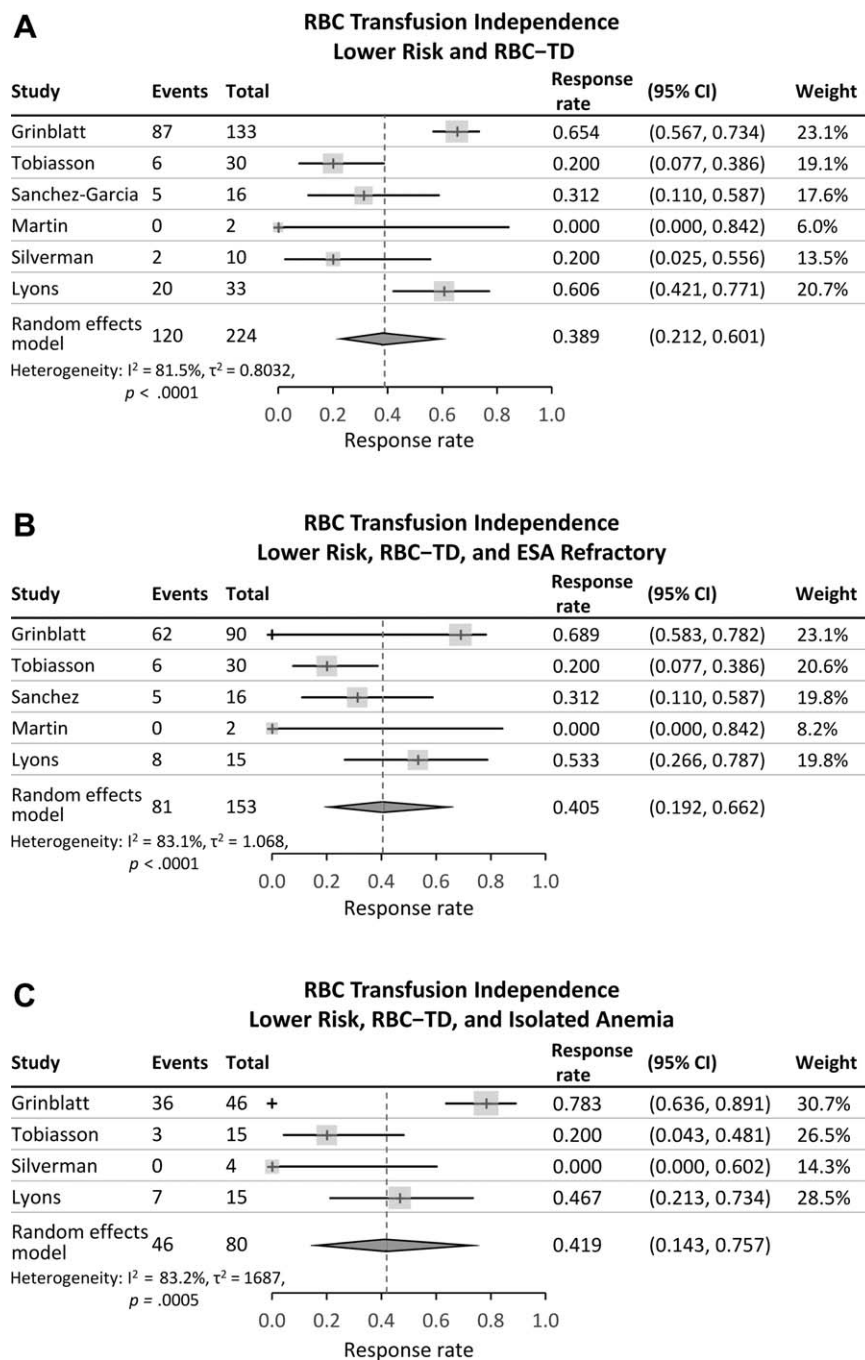 A
RBC Transfusion Independence
Lower Risk and RBC−TD
Study Events Total Response rate (95% CI) Weight
Grinblatt 87 133 0.654 (0.567, 0.734) 23.1%
Tobiasson 6 30 0.200 (0.077, 0.386) 19.1%
Sanchez-Garcia 5 16 0.312 (0.110, 0.587) 17.6%
Martin 0 2 0.000 (0.000, 0.842) 6.0%
Silverman 2 10 0.200 (0.025, 0.556) 13.5%
Lyons 20 33 0.606 (0.421, 0.771) 20.7%
Random effects model 120 224 0.389 (0.212, 0.601)
Heterogeneity: I² = 81.5%, τ² = 0.8032,
p < .0001
0.0 0.2 0.4 0.6 0.8 1.0
Response rate
B
RBC Transfusion Independence
Lower Risk, RBC−TD, and ESA Refractory
Study Events Total Response rate (95% CI) Weight
Grinblatt 62 90 0.689 (0.583, 0.782) 23.1%
Tobiasson 6 30 0.200 (0.077, 0.386) 20.6%
Sanchez 5 16 0.312 (0.110, 0.587) 19.8%
Martin 0 2 0.000 (0.000, 0.842) 8.2%
Lyons 8 15 0.533 (0.266, 0.787) 19.8%
Random effects model 81 153 0.405 (0.192, 0.662)
Heterogeneity: I² = 83.1%, τ² = 1.068,
p < .0001
0.0 0.2 0.4 0.6 0.8 1.0
Response rate
C
RBC Transfusion Independence
Lower Risk, RBC−TD, and Isolated Anemia
Study Events Total Response rate (95% CI) Weight
Grinblatt 36 46 0.783 (0.636, 0.891) 30.7%
Tobiasson 3 15 0.200 (0.043, 0.481) 26.5%
Silverman 0 4 0.000 (0.000, 0.602) 14.3%
Lyons 7 15 0.467 (0.213, 0.734) 28.5%
Random effects model 46 80 0.419 (0.143, 0.757)
Heterogeneity: I² = 83.2%, τ² = 1687,
p = .0005
0.0 0.2 0.4 0.6 0.8 1.0
Response rate